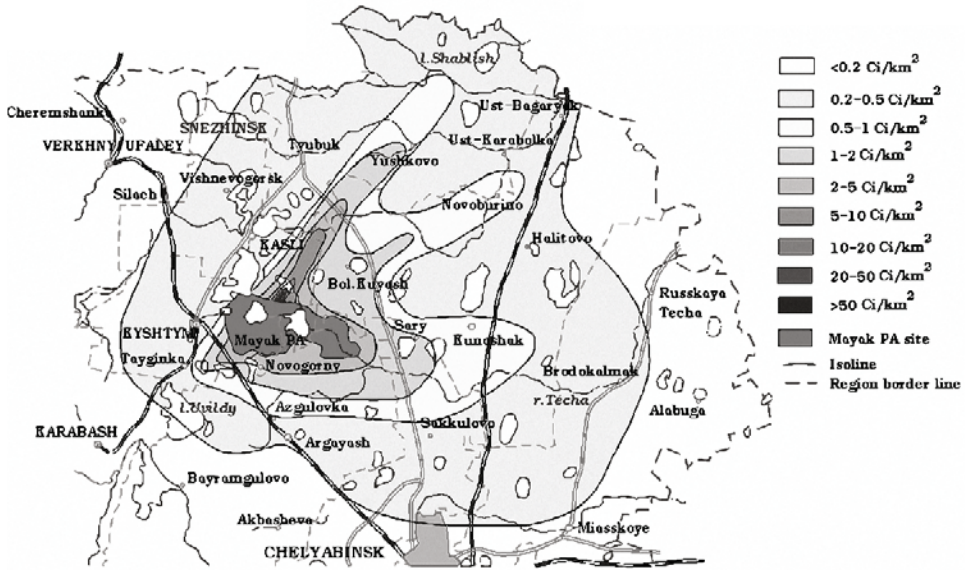 l.Shablish
Cheremshanka
Ust-Bagaryak
SNEZHINSK
VERKHNY UFALEY
Tyubuk
Ust-Karabolka
Yushkovo
Vishnevogorsk
Silach
Novoburino
KASLI
Halitovo
Bol.Kuyash
KYSHTYM
Mayak PA
Sary
Kunashak
Tayginka
Novogorny
Brodokalmak
Russkaya
Techa
l.Uvildy
Azgulovka
r.Techa
Alabuga
KARABASH
Argayash
Sakkulovo
Bayramgulovo
Akbasheva
Miasskoye
CHELYABINSK
<0.2 Ci/km²
0.2-0.5 Ci/km²
0.5-1 Ci/km²
1-2 Ci/km²
2-5 Ci/km²
5-10 Ci/km²
10-20 Ci/km²
20-50 Ci/km²
>50 Ci/km²
Mayak PA site
Isoline
Region border line